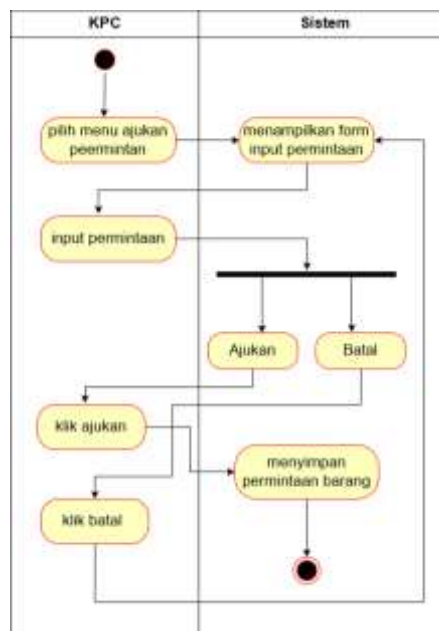 KPC
Sistem
pilih menu ajukan
peermintan
menampilkan form
input permintaan
input permintaan
Ajukan
Batal
klik ajukan
menyimpan
permintaan barang
klik batal